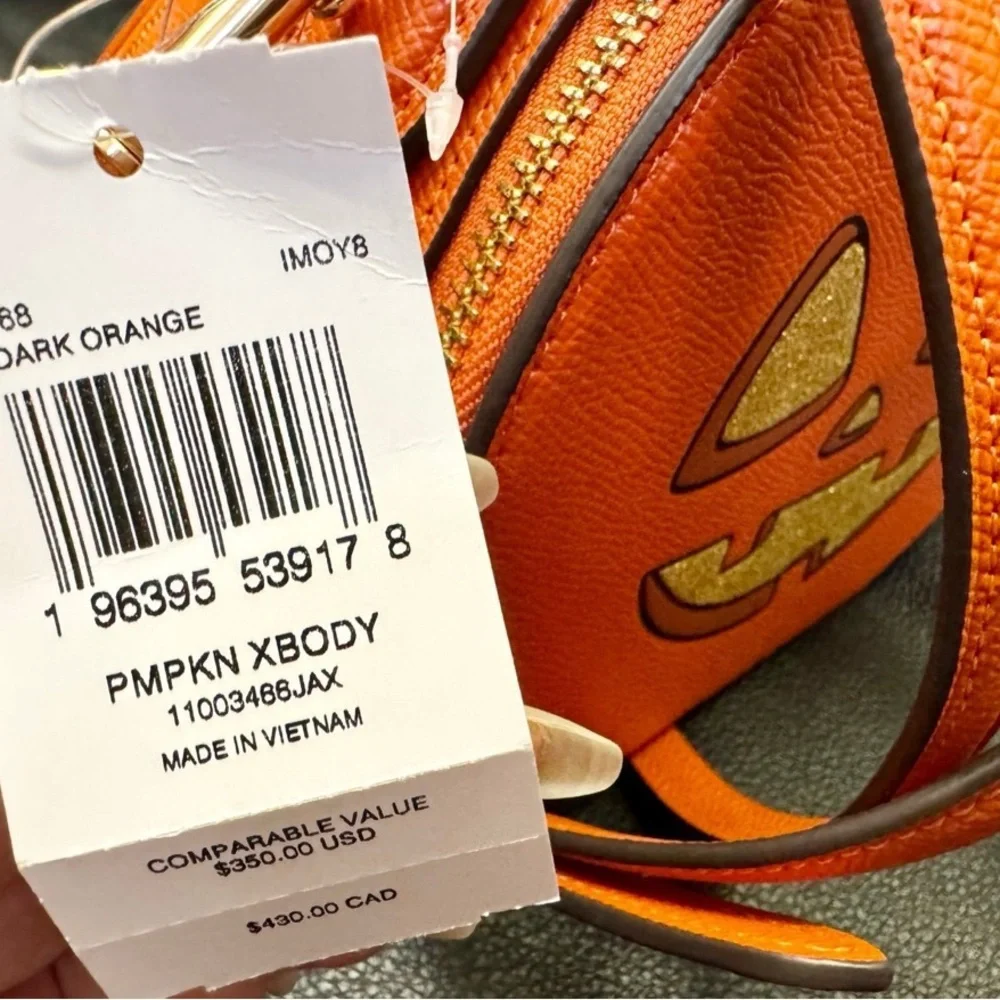 IMOY8
68
DARK ORANGE
1 96395 53917 8
PMPKN XBODY
11003466JAX
MADE IN VIETNAM
COMPARABLE VALUE
$350.00 USD
$430.00 CAD